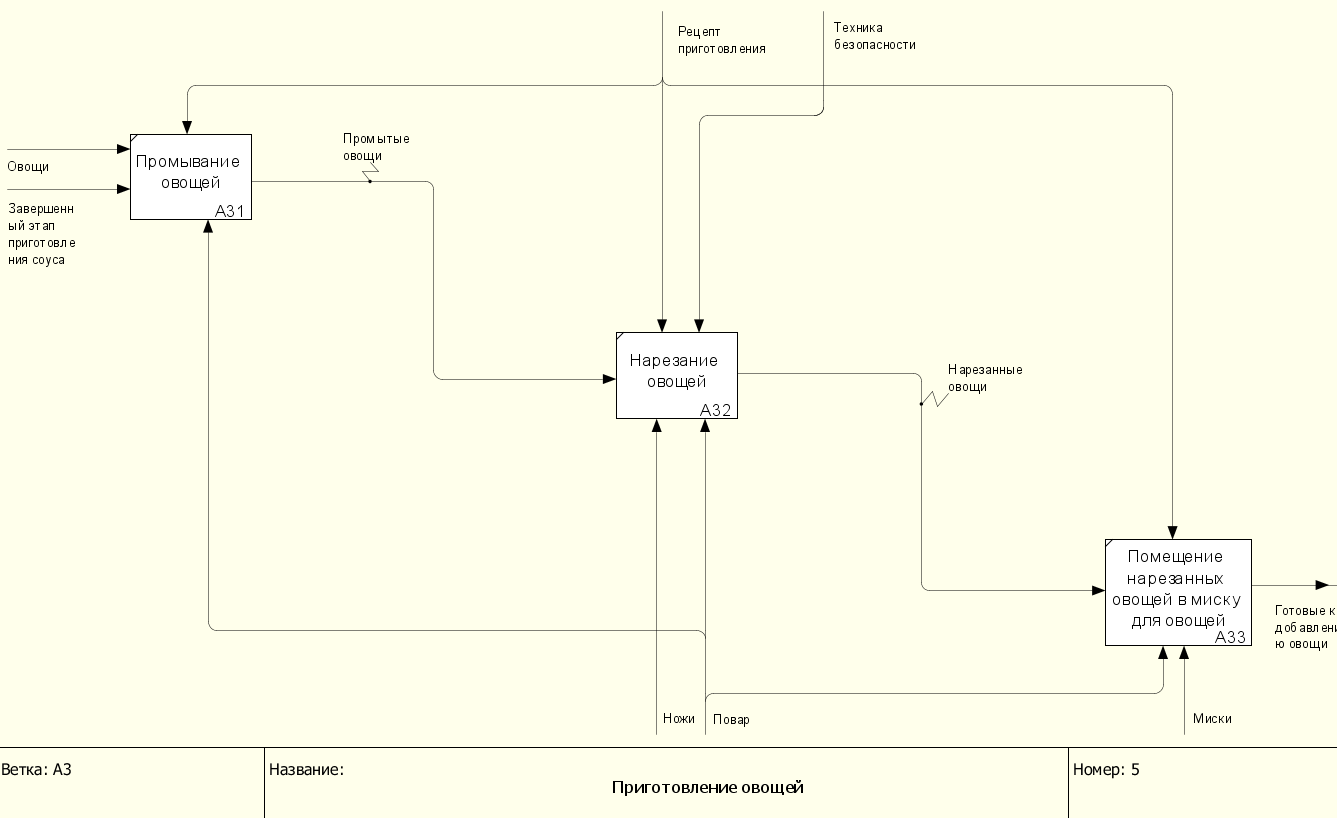 Рецепт
приготовления
Техника
безопасности
Овощи
Завершенн
ый этап
приготовле
ния соуса
Промывание
овощей
A31
Промытые
овощи
Нарезание
овощей
A32
Нарезанные
овощи
Помещение
нарезанных
овощей в миску
для овощей
A33
Готовые к
добавлени
ю овощи
Ножи
Повар
Миски
Ветка: A3
Название:
Приготовление овощей
Номер: 5